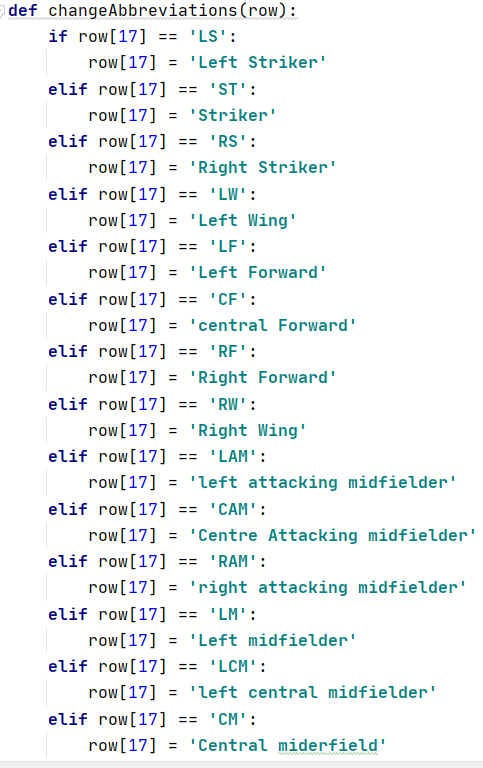 def changeAbbreviations(row):
    if row[17] == 'LS':
        row[17] = 'Left Striker'
    elif row[17] == 'ST':
        row[17] = 'Striker'
    elif row[17] == 'RS':
        row[17] = 'Right Striker'
    elif row[17] == 'LW':
        row[17] = 'Left Wing'
    elif row[17] == 'LF':
        row[17] = 'Left Forward'
    elif row[17] == 'CF':
        row[17] = 'central Forward'
    elif row[17] == 'RF':
        row[17] = 'Right Forward'
    elif row[17] == 'RW':
        row[17] = 'Right Wing'
    elif row[17] == 'LAM':
        row[17] = 'left attacking midfielder'
    elif row[17] == 'CAM':
        row[17] = 'Centre Attacking midfielder'
    elif row[17] == 'RAM':
        row[17] = 'right attacking midfielder'
    elif row[17] == 'LM':
        row[17] = 'Left midfielder'
    elif row[17] == 'LCM':
        row[17] = 'left central midfielder'
    elif row[17] == 'CM':
        row[17] = 'Central miderfield'